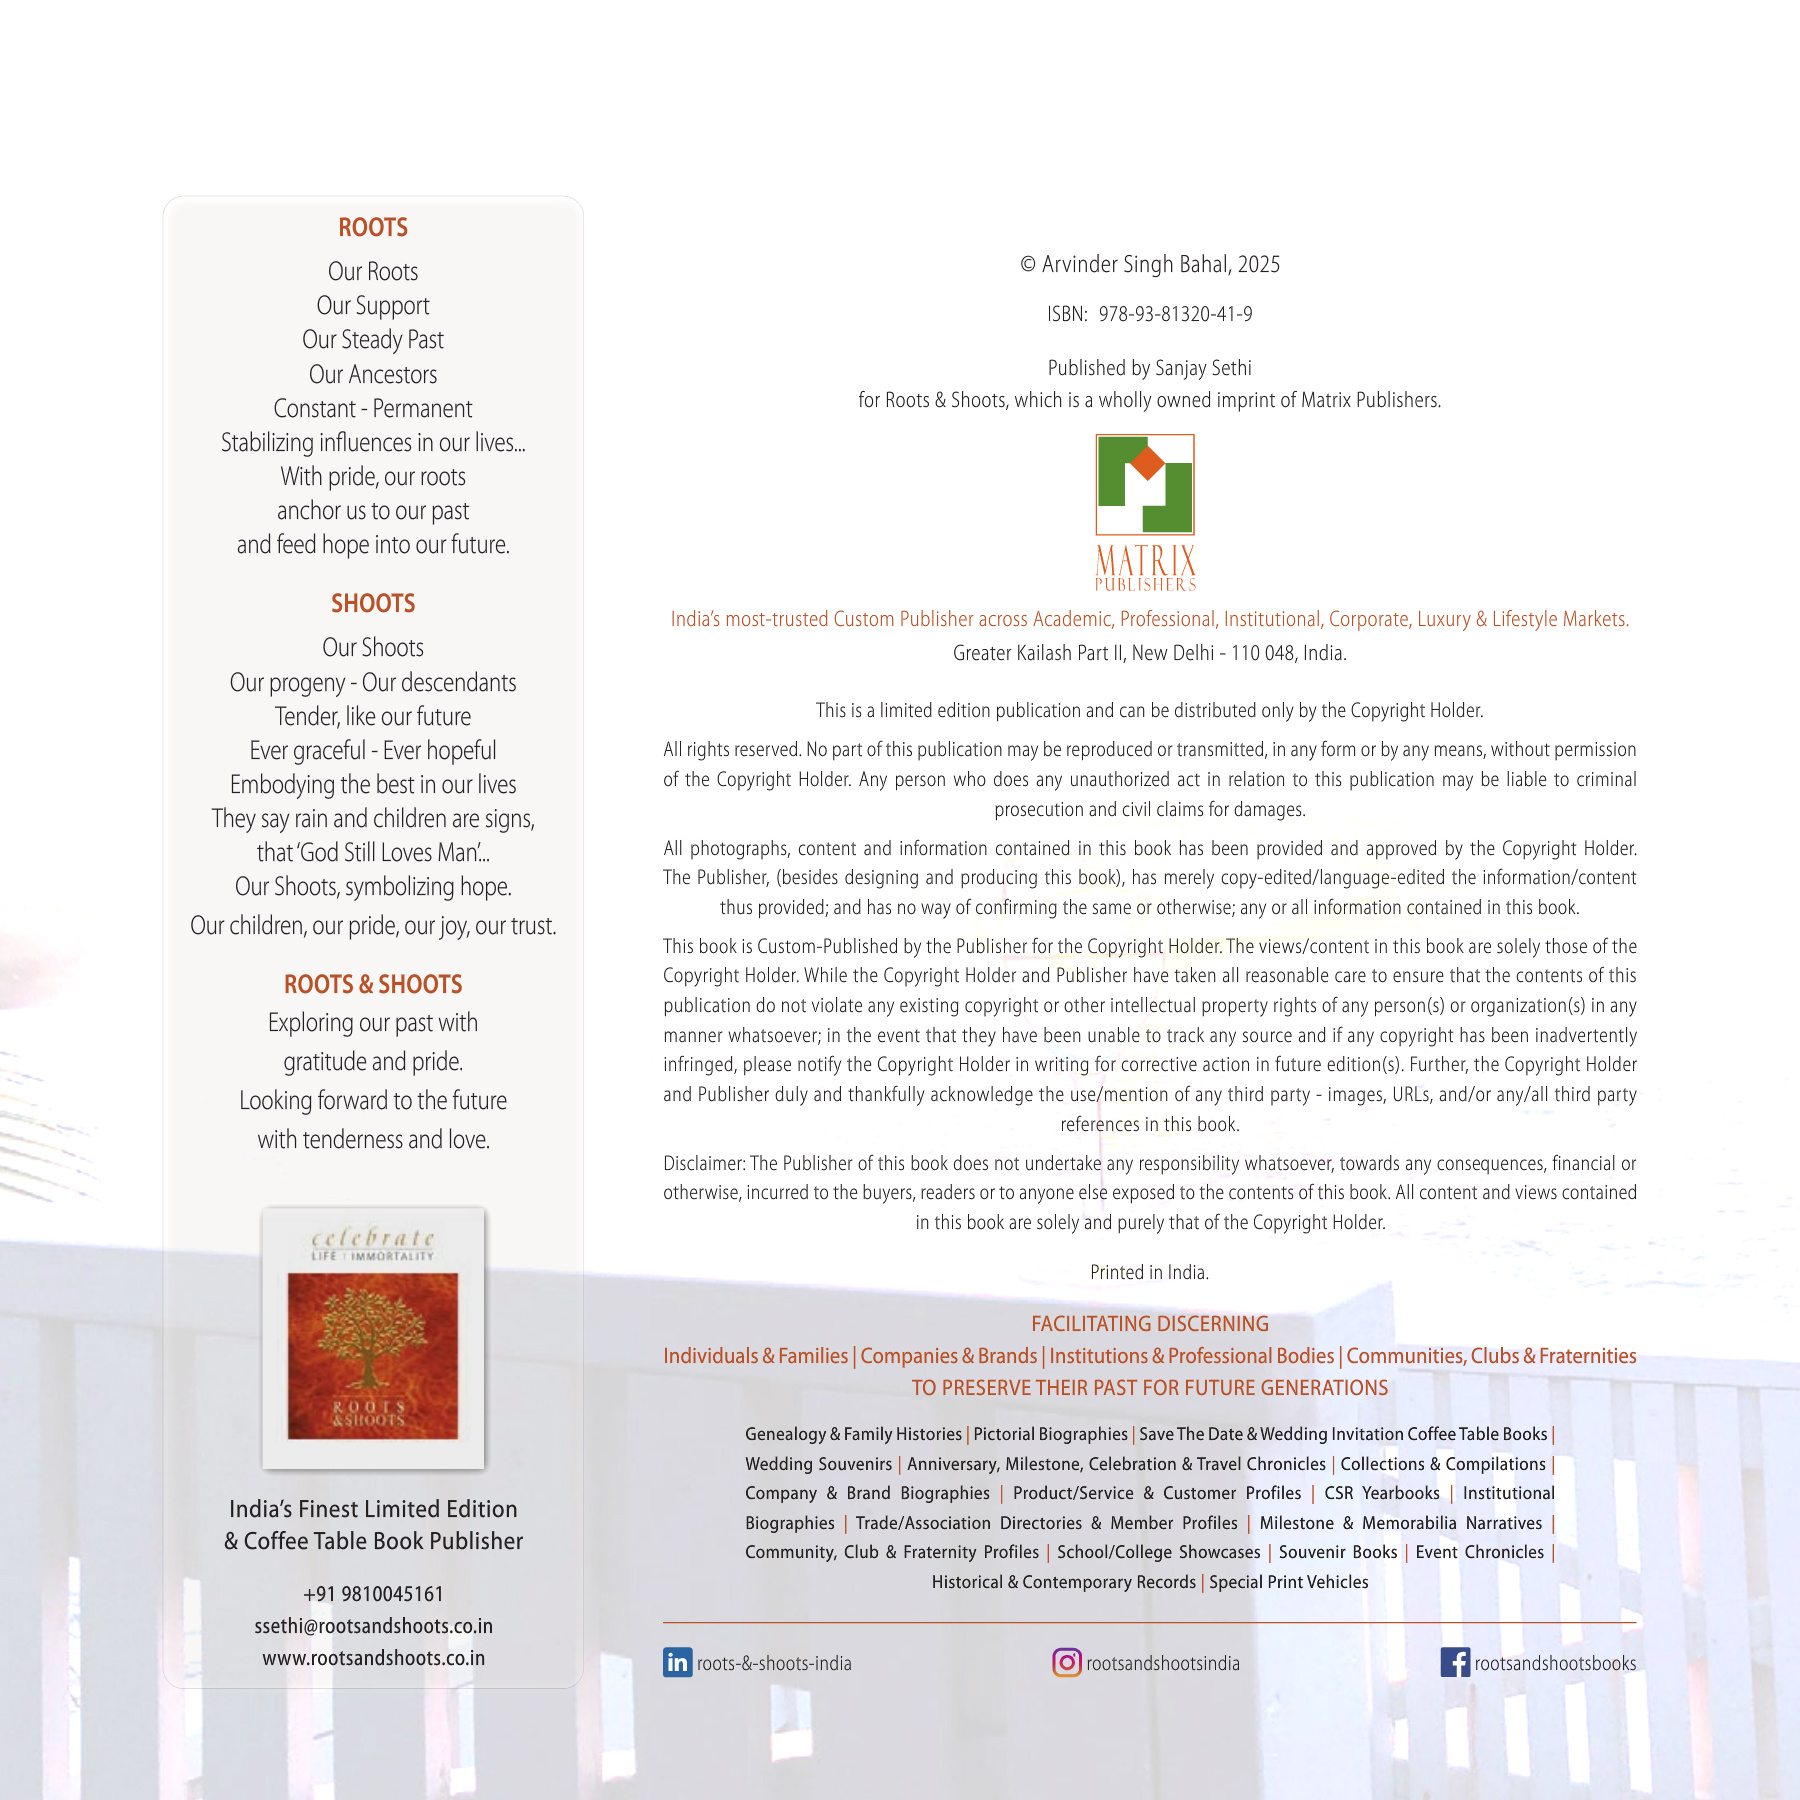 ROOTS
Our Roots
Our Support
Our Steady Past
Our Ancestors
Constant - Permanent
Stabilizing influences in our lives...
With pride, our roots
anchor us to our past
and feed hope into our future.
SHOOTS
Our Shoots
Our progeny - Our descendants
Tender, like our future
Ever graceful - Ever hopeful
Embodying the best in our lives
They say rain and children are signs,
that ‘God Still Loves Man’...
Our Shoots, symbolizing hope.
Our children, our pride, our joy, our trust.
ROOTS & SHOOTS
Exploring our past with
gratitude and pride.
Looking forward to the future
with tenderness and love.
celebrate
LIFE | IMMORTALITY
ROOTS
&SHOOTS
India’s Finest Limited Edition
& Coffee Table Book Publisher
+91 9810045161
ssethi@rootsandshoots.co.in
www.rootsandshoots.co.in
© Arvinder Singh Bahal, 2025
ISBN: 978-93-81320-41-9
Published by Sanjay Sethi
for Roots & Shoots, which is a wholly owned imprint of Matrix Publishers.
MATRIX
PUBLISHERS
India’s most-trusted Custom Publisher across Academic, Professional, Institutional, Corporate, Luxury & Lifestyle Markets.
Greater Kailash Part II, New Delhi - 110 048, India.
This is a limited edition publication and can be distributed only by the Copyright Holder.
All rights reserved. No part of this publication may be reproduced or transmitted, in any form or by any means, without permission
of the Copyright Holder. Any person who does any unauthorized act in relation to this publication may be liable to criminal
prosecution and civil claims for damages.
All photographs, content and information contained in this book has been provided and approved by the Copyright Holder.
The Publisher, (besides designing and producing this book), has merely copy-edited/language-edited the information/content
thus provided; and has no way of confirming the same or otherwise; any or all information contained in this book.
This book is Custom-Published by the Publisher for the Copyright Holder. The views/content in this book are solely those of the
Copyright Holder. While the Copyright Holder and Publisher have taken all reasonable care to ensure that the contents of this
publication do not violate any existing copyright or other intellectual property rights of any person(s) or organization(s) in any
manner whatsoever; in the event that they have been unable to track any source and if any copyright has been inadvertently
infringed, please notify the Copyright Holder in writing for corrective action in future edition(s). Further, the Copyright Holder
and Publisher duly and thankfully acknowledge the use/mention of any third party - images, URLs, and/or any/all third party
references in this book.
Disclaimer: The Publisher of this book does not undertake any responsibility whatsoever, towards any consequences, financial or
otherwise, incurred to the buyers, readers or to anyone else exposed to the contents of this book. All content and views contained
in this book are solely and purely that of the Copyright Holder.
Printed in India.
FACILITATING DISCERNING
Individuals & Families | Companies & Brands | Institutions & Professional Bodies | Communities, Clubs & Fraternities
TO PRESERVE THEIR PAST FOR FUTURE GENERATIONS
Genealogy & Family Histories | Pictorial Biographies | Save The Date & Wedding Invitation Coffee Table Books |
Wedding Souvenirs | Anniversary, Milestone, Celebration & Travel Chronicles | Collections & Compilations |
Company & Brand Biographies | Product/Service & Customer Profiles | CSR Yearbooks | Institutional
Biographies | Trade/Association Directories & Member Profiles | Milestone & Memorabilia Narratives |
Community, Club & Fraternity Profiles | School/College Showcases | Souvenir Books | Event Chronicles |
Historical & Contemporary Records | Special Print Vehicles
in roots-&-shoots-india
rootsandshootsindia
f rootsandshootsbooks